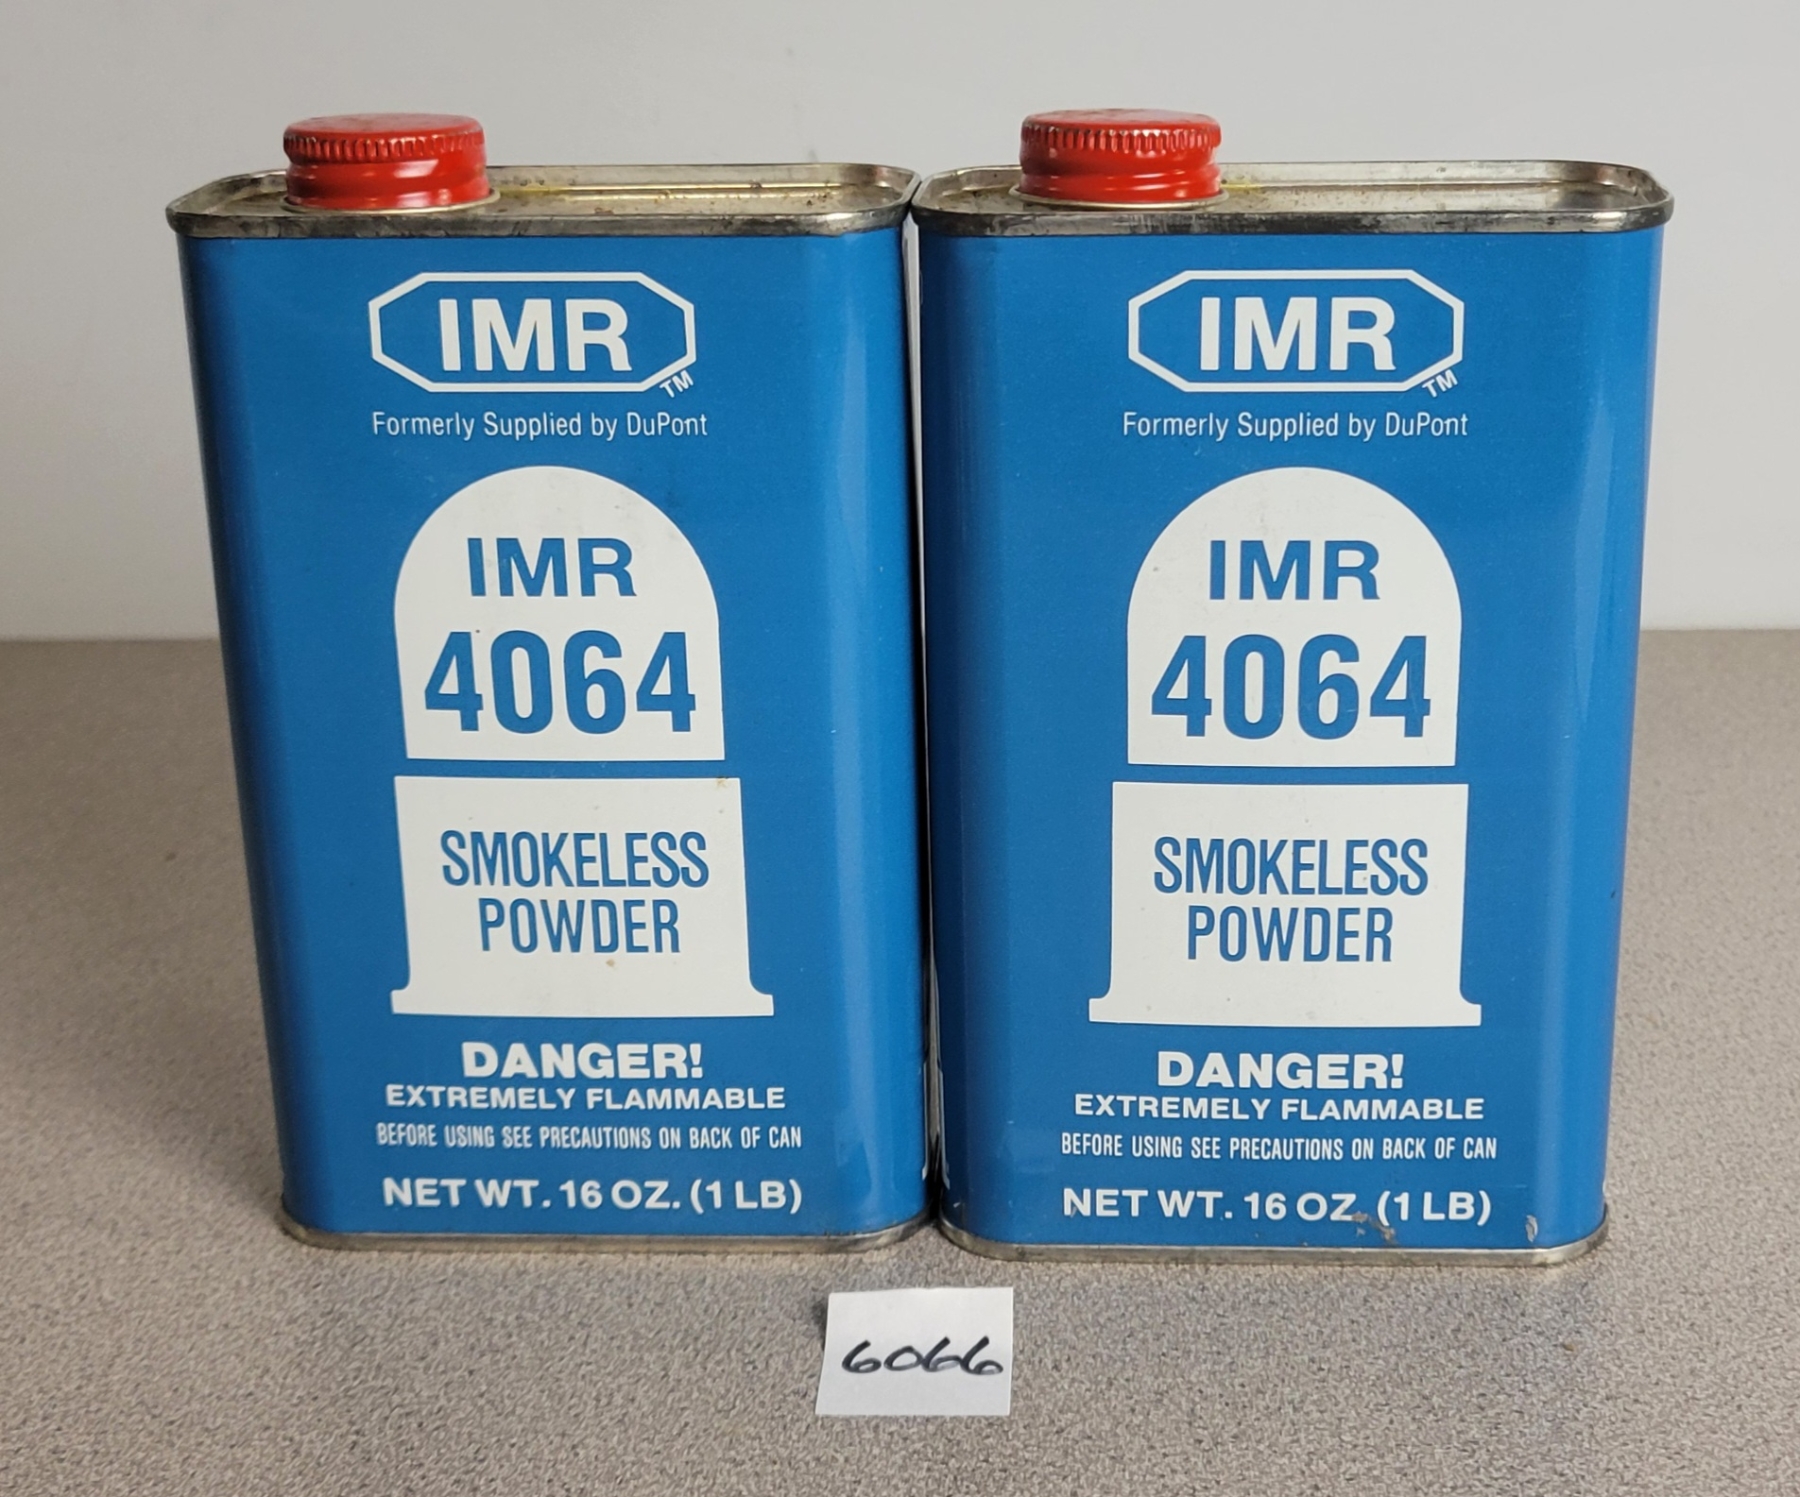 IMR
TM
Formerly Supplied by DuPont
IMR
4064
SMOKELESS
POWDER
DANGER!
EXTREMELY FLAMMABLE
BEFORE USING SEE PRECAUTIONS ON BACK OF CAN
NET WT. 16 OZ. (1 LB)
IMR
TM
Formerly Supplied by DuPont
IMR
4064
SMOKELESS
POWDER
DANGER!
EXTREMELY FLAMMABLE
BEFORE USING SEE PRECAUTIONS ON BACK OF CAN
NET WT. 16 OZ. (1 LB)
6066